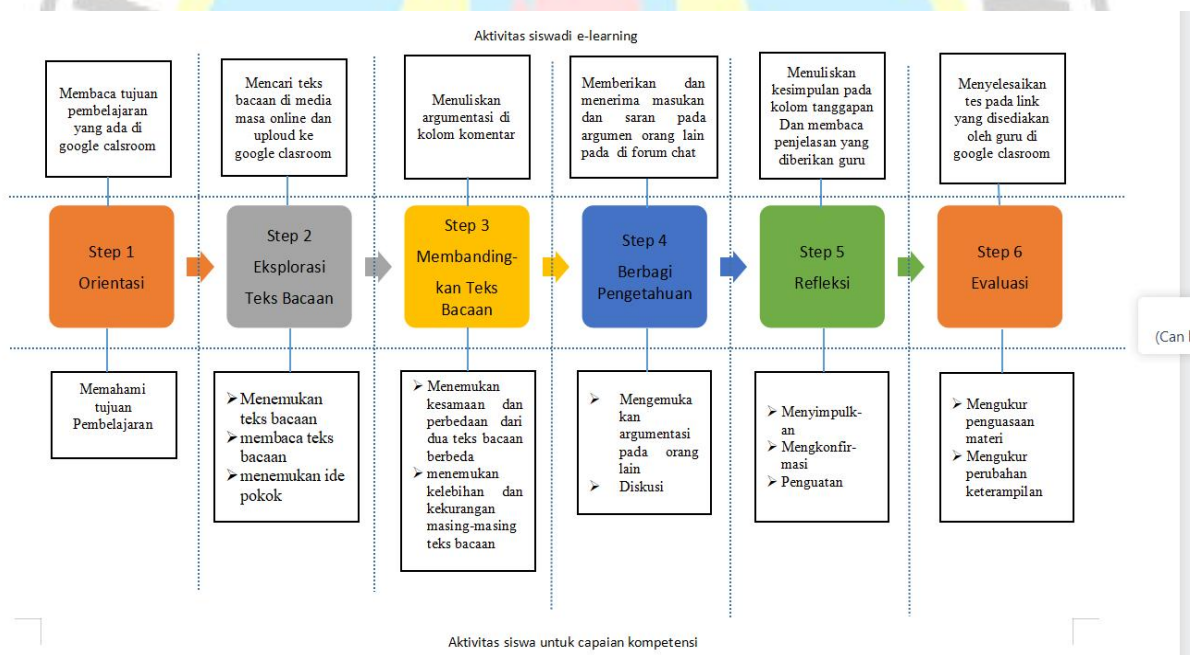 Aktivitas siswadi e-learning
Membaca tujuan
pembelajaran
yang ada di
google calsroom
Mencari teks
bacaan di media
masa online dan
uploud ke
google clasroom
Menuliskan
argumentasi di
kolom komentar
Memberikan dan
menerima masukan
dan saran pada
argumen orang lain
pada di forum chat
Menuliskan
kesimpulan pada
kolom tanggapan
Dan membaca
penjelasan yang
diberikan guru
Menyelesaikan
tes pada link
yang disediakan
oleh guru di
google clasroom
Step 1
Orientasi
Step 2
Eksplorasi
Teks Bacaan
Step 3
Membanding-
kan Teks
Bacaan
Step 4
Berbagi
Pengetahuan
Step 5
Refleksi
Step 6
Evaluasi
(Can
Memahami
tujuan
Pembelajaran
➢ Menemukan
teks bacaan
➢ membaca teks
bacaan
➢ menemukan ide
pokok
➢ Menemukan
kesamaan dan
perbedaan dari
dua teks bacaan
berbeda
➢ menemukan
kelebihan dan
kekurangan
masing-masing
teks bacaan
➢ Mengemuka
kan
argumentasi
pada orang
lain
➢ Diskusi
➢ Menyimpulk-
an
➢ Mengkonfir-
masi
➢ Penguatan
➢ Mengukur
penguasaan
materi
➢ Mengukur
perubahan
keterampilan
Aktivitas siswa untuk capaian kompetensi